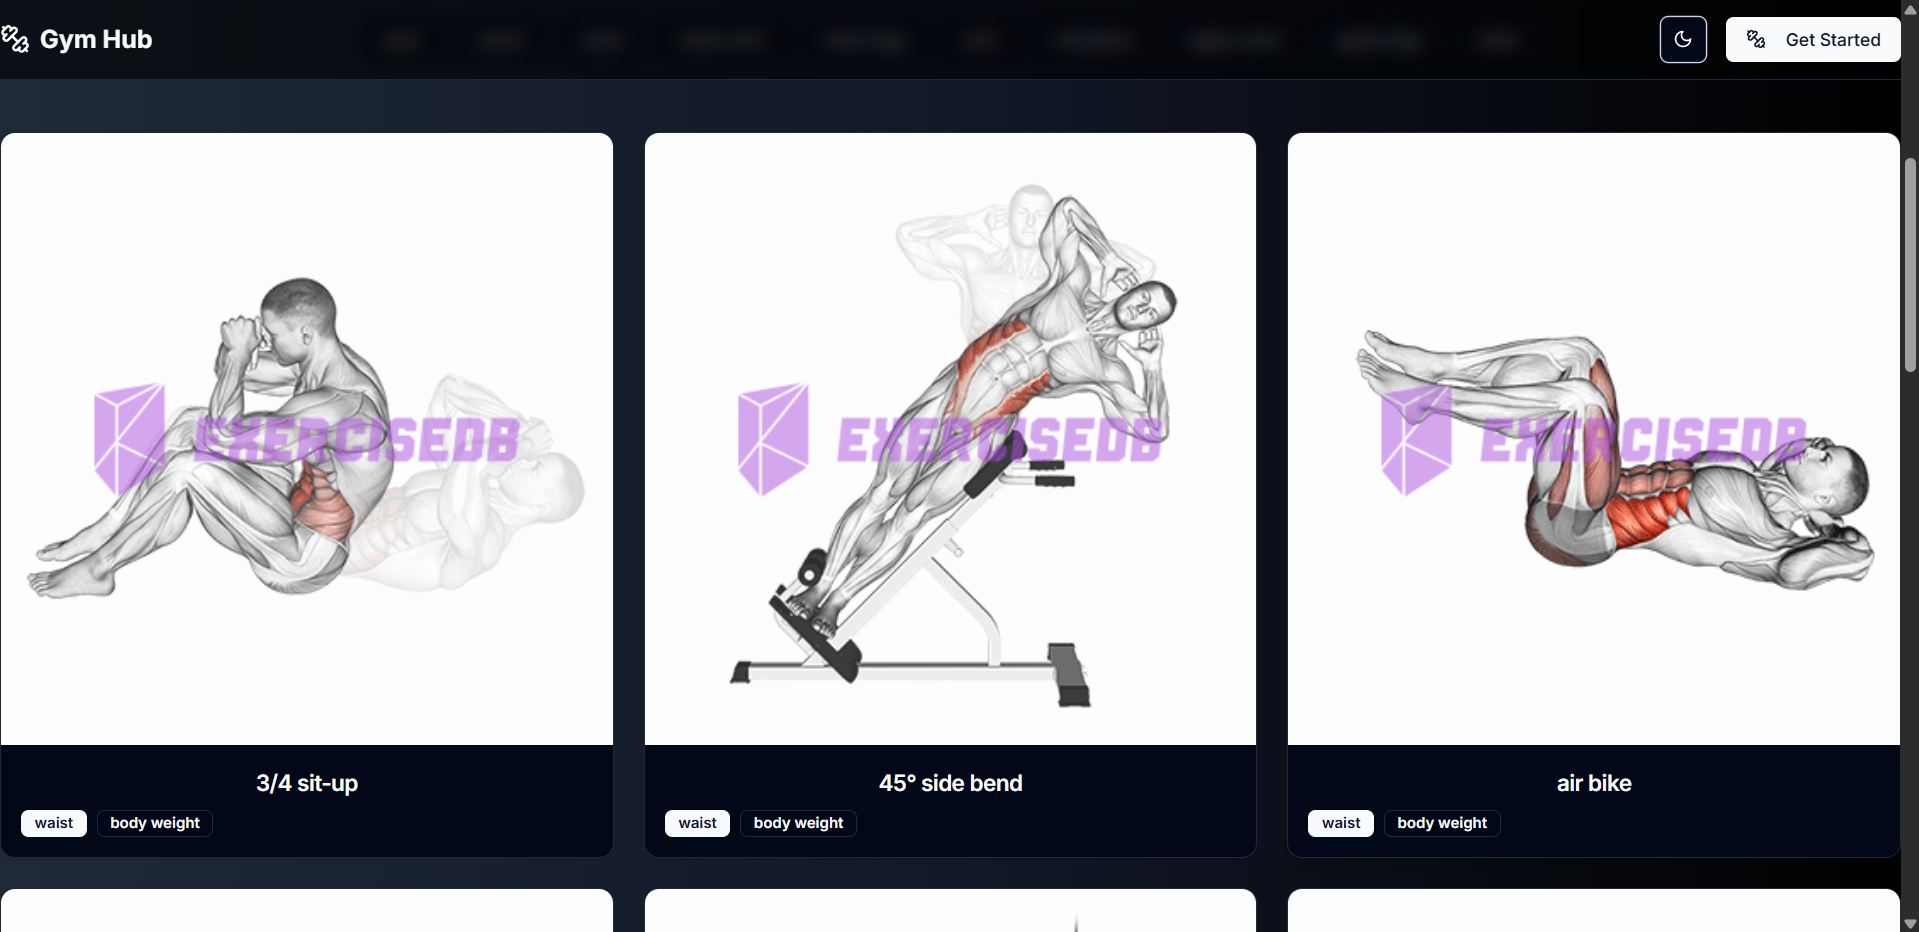 Gym Hub
Get Started
EXERCISEDB
EXERCISEDB
EXERCISEDB
3/4 sit-up
45° side bend
air bike
waist
body weight
waist
body weight
waist
body weight